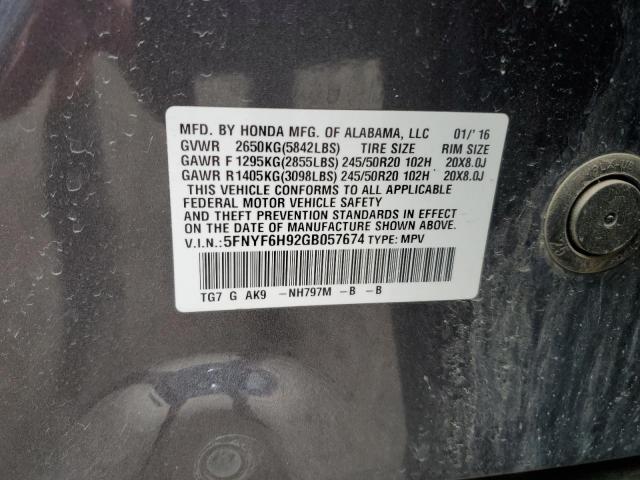 MFD. BY HONDA MFG. OF ALABAMA, LLC 01/'16
GVWR 2650KG(5842LBS) TIRE SIZE RIM SIZE
GAWR F 1295KG(2855LBS) 245/50R20 102H 20X8.0J
GAWR R1405KG(3098LBS) 245/50R20 102H 20X8.0J
THIS VEHICLE CONFORMS TO ALL APPLICABLE
FEDERAL MOTOR VEHICLE SAFETY
AND THEFT PREVENTION STANDARDS IN EFFECT
ON THE DATE OF MANUFACTURE SHOWN ABOVE.
V.I.N.:5FNYF6H92GB057674 TYPE: MPV
TG7 G AK9 -NH797M -B -B